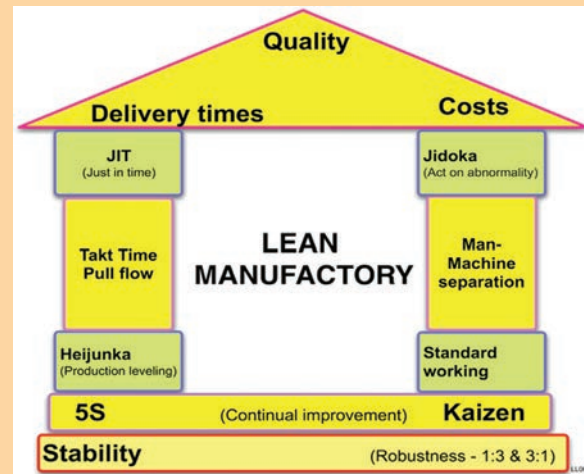 Quality
Delivery times Costs
JIT
(Just in time)
Jidoka
(Act on abnormality)
Takt Time
Pull flow
LEAN
MANUFACTORY
Man-
Machine
separation
Heijunka
(Production leveling)
Standard
working
5S (Continual improvement) Kaizen
Stability (Robustness - 1:3 & 3:1)